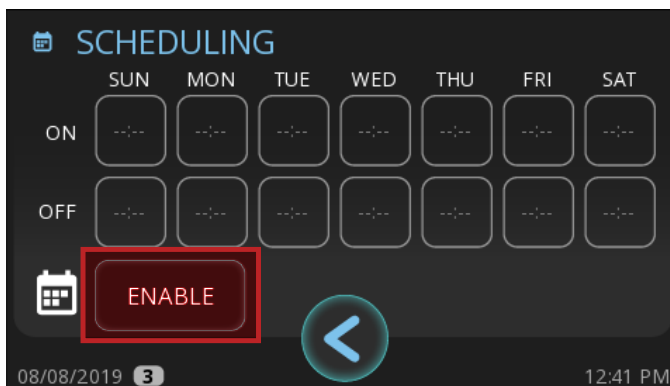 SCHEDULING
SUN MON TUE WED THU FRI SAT
ON --:-- --:-- --:-- --:-- --:-- --:-- --:--
OFF --:-- --:-- --:-- --:-- --:-- --:-- --:--
ENABLE
08/08/2019 3 12:41 PM